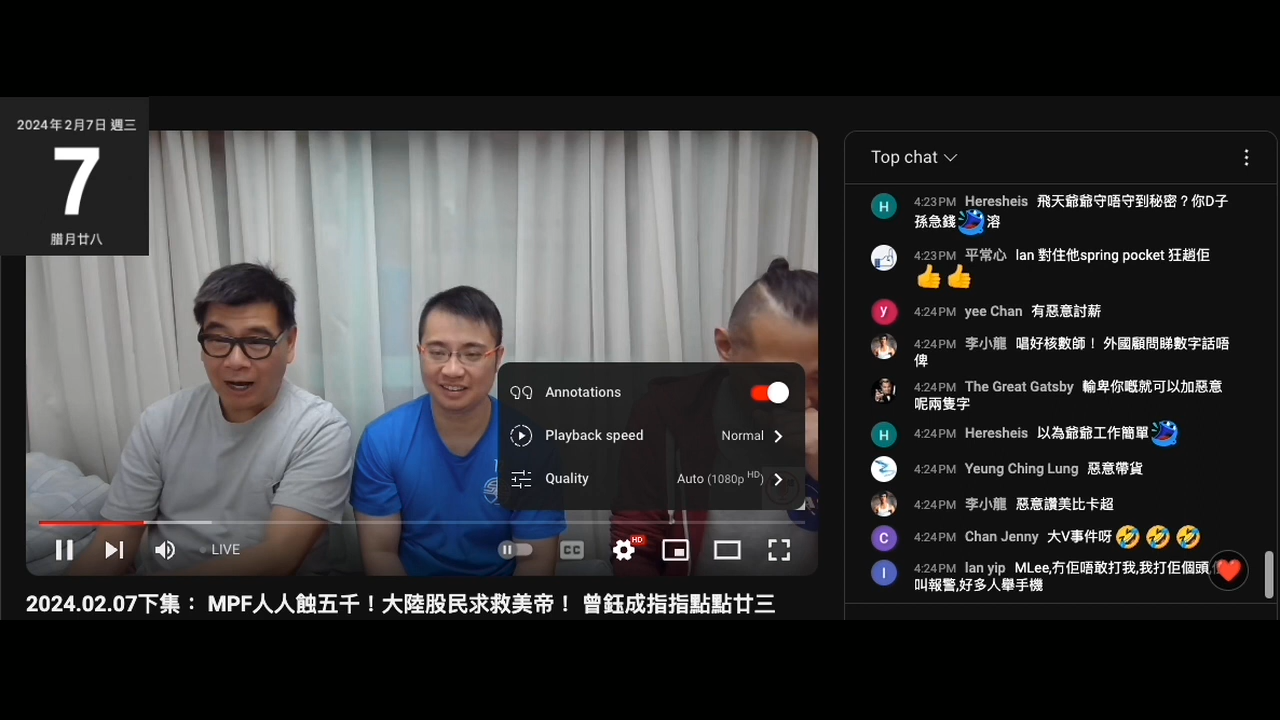 2024年2月7日 週三
7
腊月廿八
Annotations
Playback speed Normal
Quality Auto (1080p HD)
LIVE
CC
HD
2024.02.07下集： MPF人人蝕五千！大陸股民求救美帝！ 曾鈺成指指點點廿三
Top chat
H 4:23PM Heresheis 飛天爺爺守唔守到秘密？你D子
孫急錢溶
4:23PM 平常心 lan 對住他spring pocket 狂趙佢
y 4:24PM yee Chan 有惡意討薪
4:24PM 李小龍 唱好核數師！ 外國顧問睇數字話唔
俾
4:24PM The Great Gatsby 輸卑你嘅就可以加惡意
呢兩隻字
H 4:24PM Heresheis 以為爺爺工作簡單
4:24PM Yeung Ching Lung 惡意帶貨
4:24PM 李小龍 惡意讚美比卡超
C 4:24PM Chan Jenny 大V事件呀
I 4:24PM lan yip MLee,冇佢唔敢打我,我打佢個頭,
叫報警,好多人舉手機